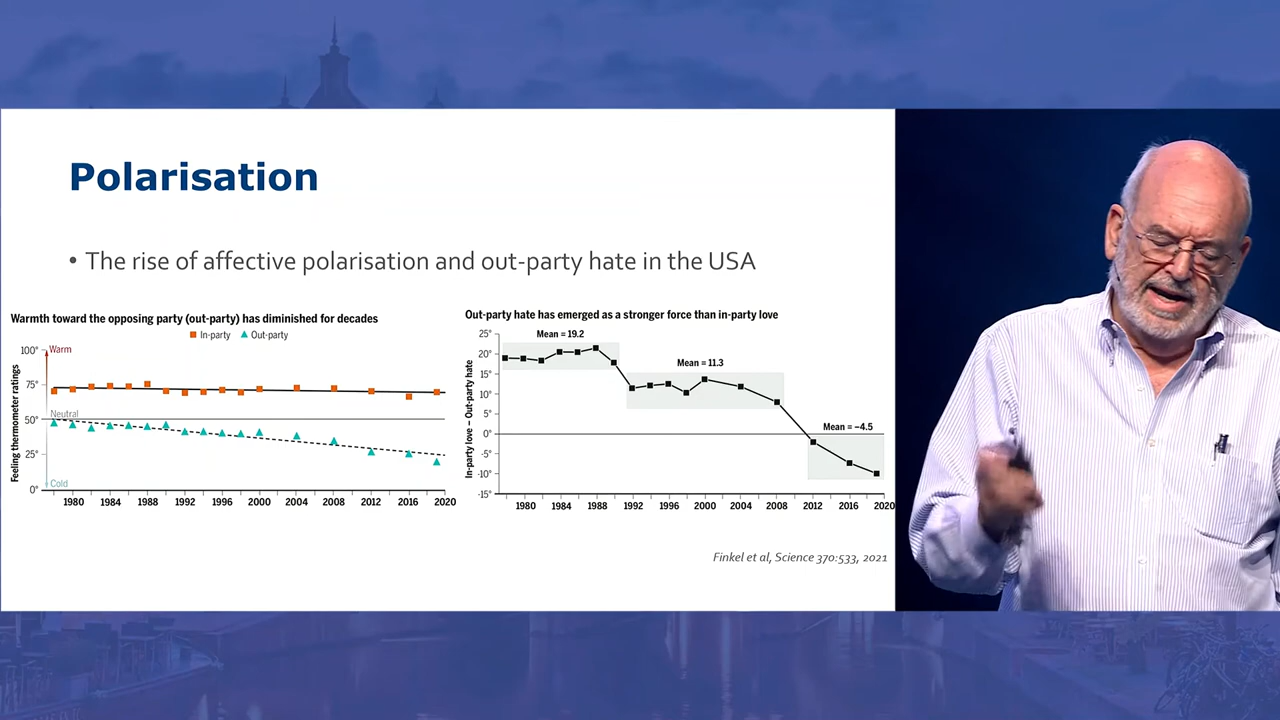 Polarisation
• The rise of affective polarisation and out-party hate in the USA
Warmth toward the opposing party (out-party) has diminished for decades
In-party Out-party
100°
75°
50°
25°
0°
Warm
Neutral
Cold
Feeling thermometer ratings
1980 1984 1988 1992 1996 2000 2004 2008 2012 2016 2020
Out-party hate has emerged as a stronger force than in-party love
25°
20°
15°
10°
5°
0°
-5°
-10°
-15°
In-party love – Out-party hate
Mean = 19.2
Mean = 11.3
Mean = –4.5
1980 1984 1988 1992 1996 2000 2004 2008 2012 2016 2020
Finkel et al, Science 370:533, 2021